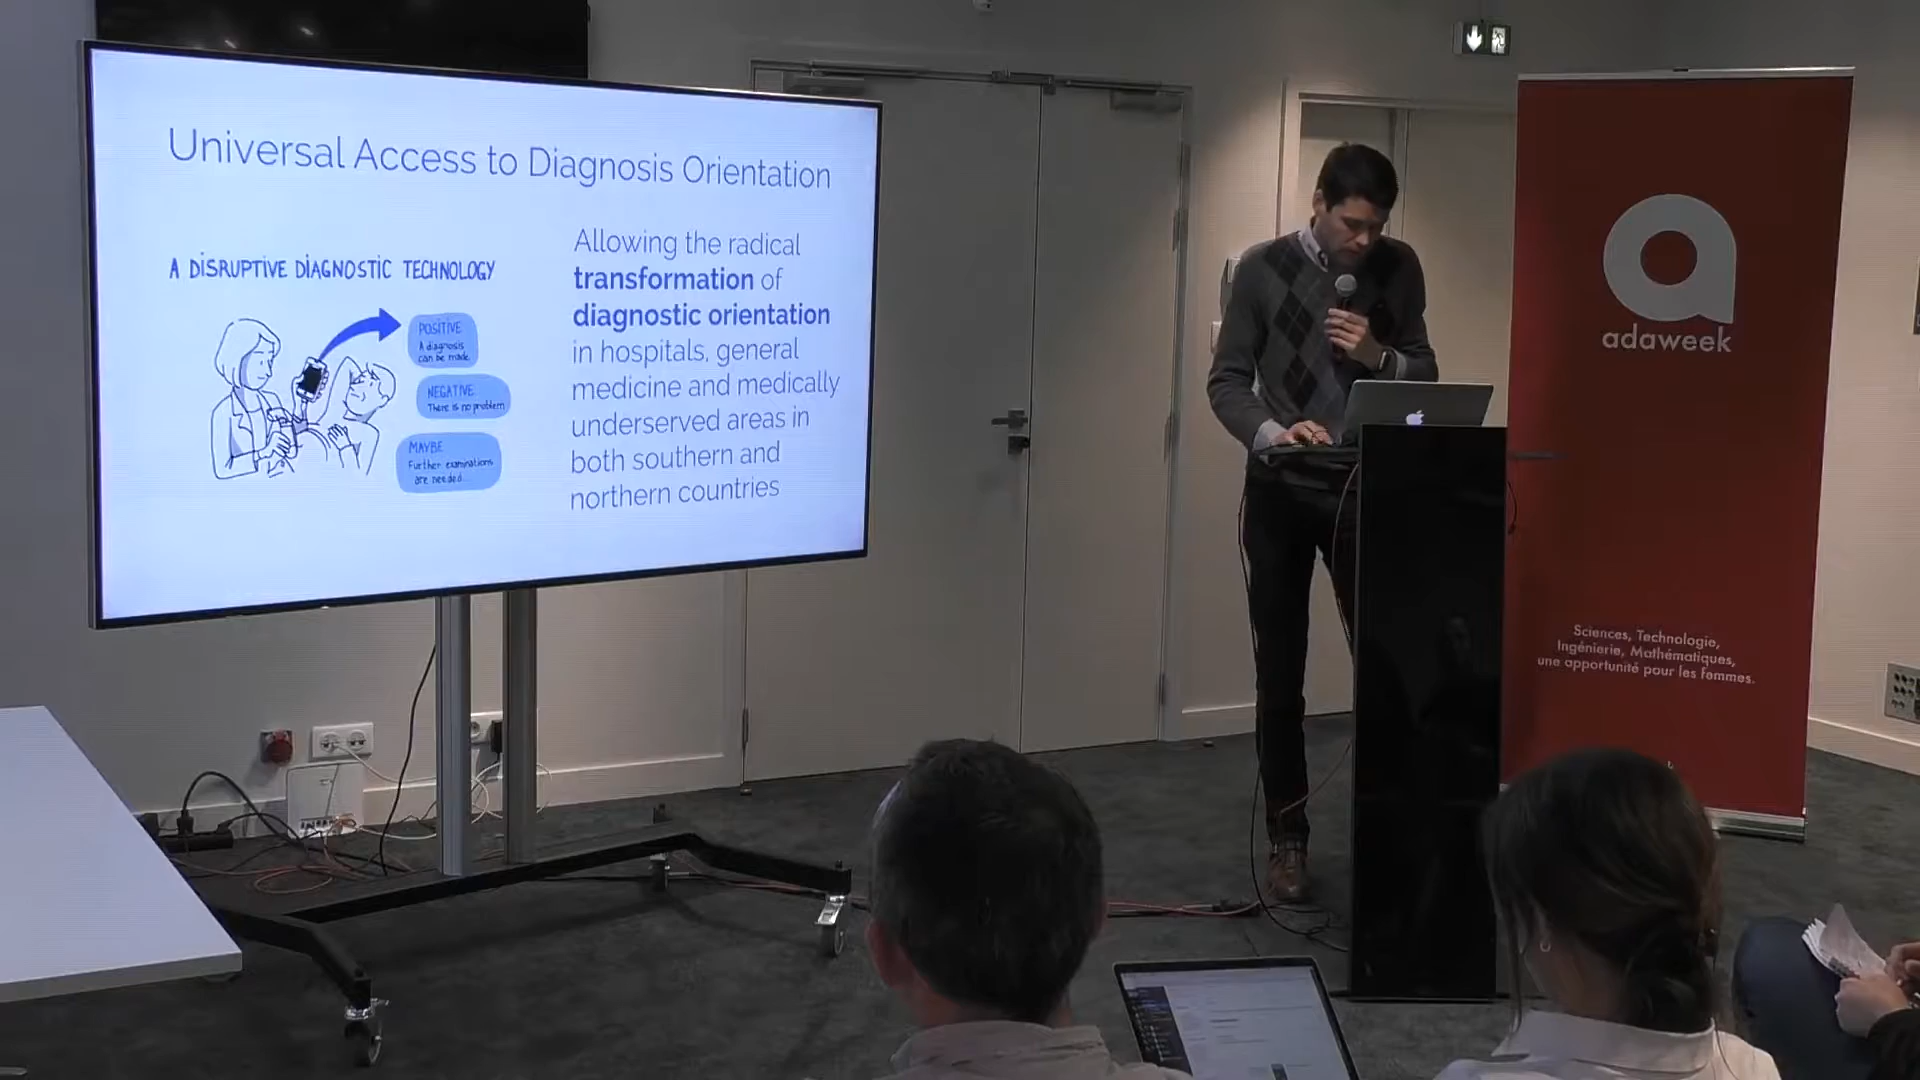 Universal Access to Diagnosis Orientation
A DISRUPTIVE DIAGNOSTIC TECHNOLOGY
POSITIVE
A diagnosis
can be made
NEGATIVE
There is no problem
MAYBE
Further examinations
are needed...
Allowing the radical
transformation of
diagnostic orientation
in hospitals, general
medicine and medically
underserved areas in
both southern and
northern countries
adaweek
Sciences, Technologie,
Ingénierie, Mathématiques,
une opportunité pour les femmes.